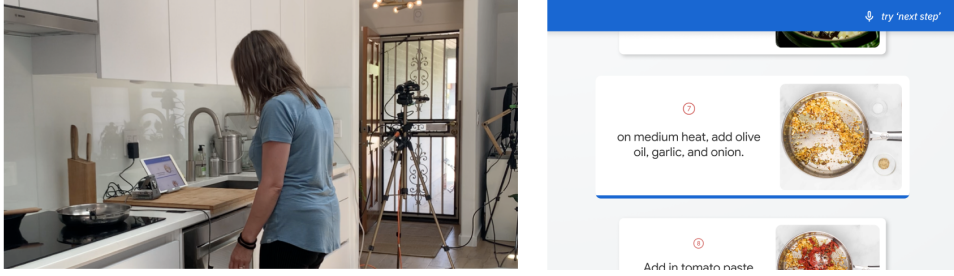 try 'next step'
7
on medium heat, add olive
oil, garlic, and onion.
8
Add in tomato paste